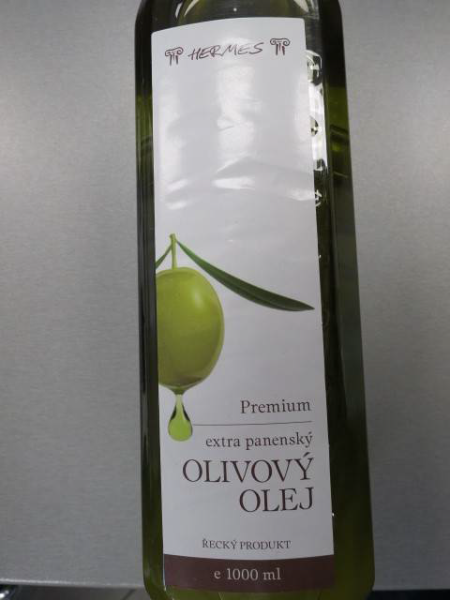 HERMES
Premium
extra panenský
OLIVOVÝ
OLEJ
ŘECKÝ PRODUKT
e 1000 ml